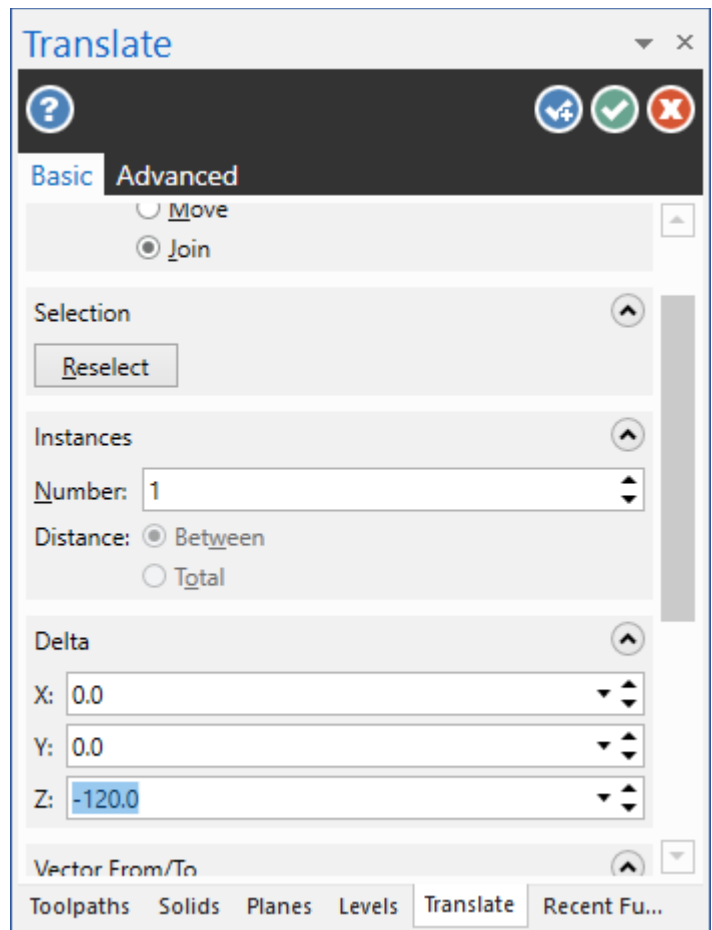 Translate
Basic Advanced
Move
Join
Selection
Reselect
Instances
Number: 1
Distance: Between
Total
Delta
X: 0.0
Y: 0.0
Z: -120.0
Vector From/To
Toolpaths Solids Planes Levels Translate Recent Fu...